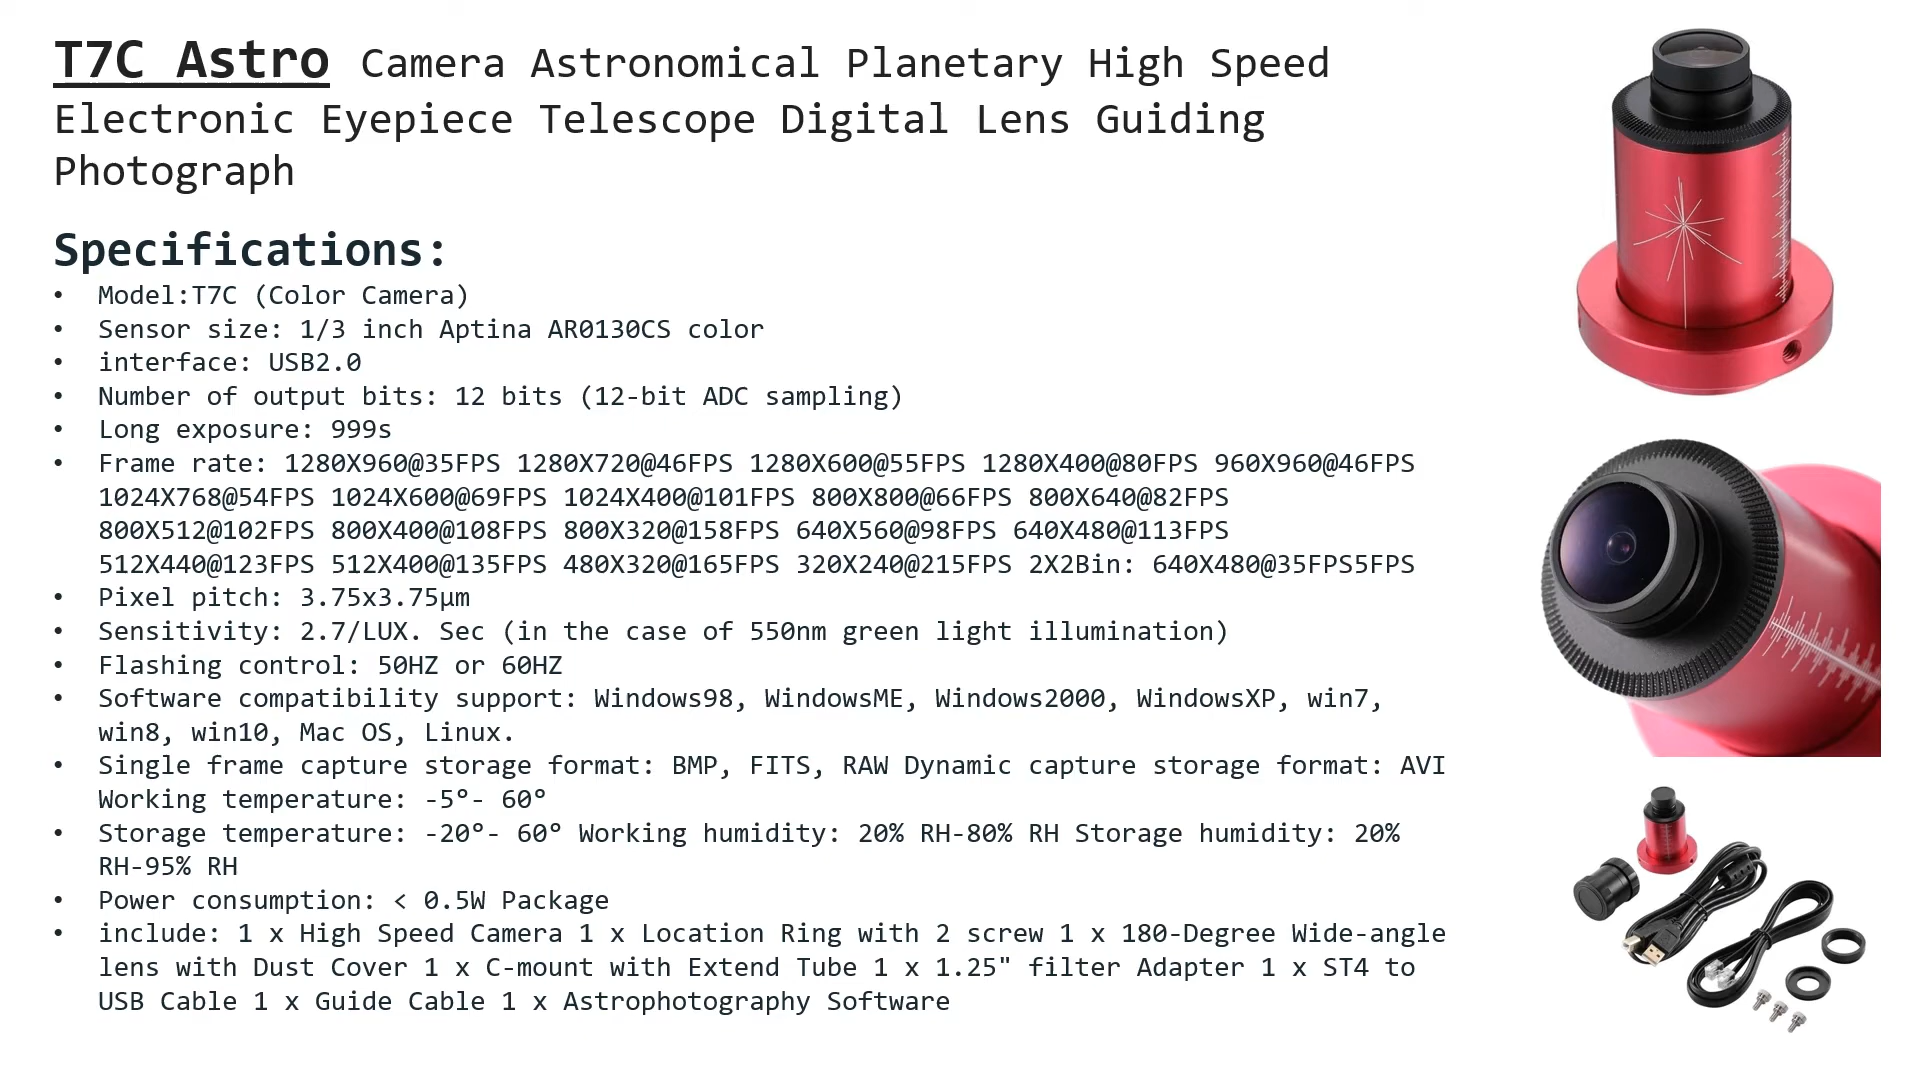 T7C Astro Camera Astronomical Planetary High Speed
Electronic Eyepiece Telescope Digital Lens Guiding
Photograph
Specifications:
• Model:T7C (Color Camera)
• Sensor size: 1/3 inch Aptina AR0130CS color
• interface: USB2.0
• Number of output bits: 12 bits (12-bit ADC sampling)
• Long exposure: 999s
• Frame rate: 1280X960@35FPS 1280X720@46FPS 1280X600@55FPS 1280X400@80FPS 960X960@46FPS
1024X768@54FPS 1024X600@69FPS 1024X400@101FPS 800X800@66FPS 800X640@82FPS
800X512@102FPS 800X400@108FPS 800X320@158FPS 640X560@98FPS 640X480@113FPS
512X440@123FPS 512X400@135FPS 480X320@165FPS 320X240@215FPS 2X2Bin: 640X480@35FPS5FPS
• Pixel pitch: 3.75x3.75μm
• Sensitivity: 2.7/LUX. Sec (in the case of 550nm green light illumination)
• Flashing control: 50HZ or 60HZ
• Software compatibility support: Windows98, WindowsME, Windows2000, WindowsXP, win7,
win8, win10, Mac OS, Linux.
• Single frame capture storage format: BMP, FITS, RAW Dynamic capture storage format: AVI
Working temperature: -5°- 60°
• Storage temperature: -20°- 60° Working humidity: 20% RH-80% RH Storage humidity: 20%
RH-95% RH
• Power consumption: < 0.5W Package
• include: 1 x High Speed Camera 1 x Location Ring with 2 screw 1 x 180-Degree Wide-angle
lens with Dust Cover 1 x C-mount with Extend Tube 1 x 1.25" filter Adapter 1 x ST4 to
USB Cable 1 x Guide Cable 1 x Astrophotography Software